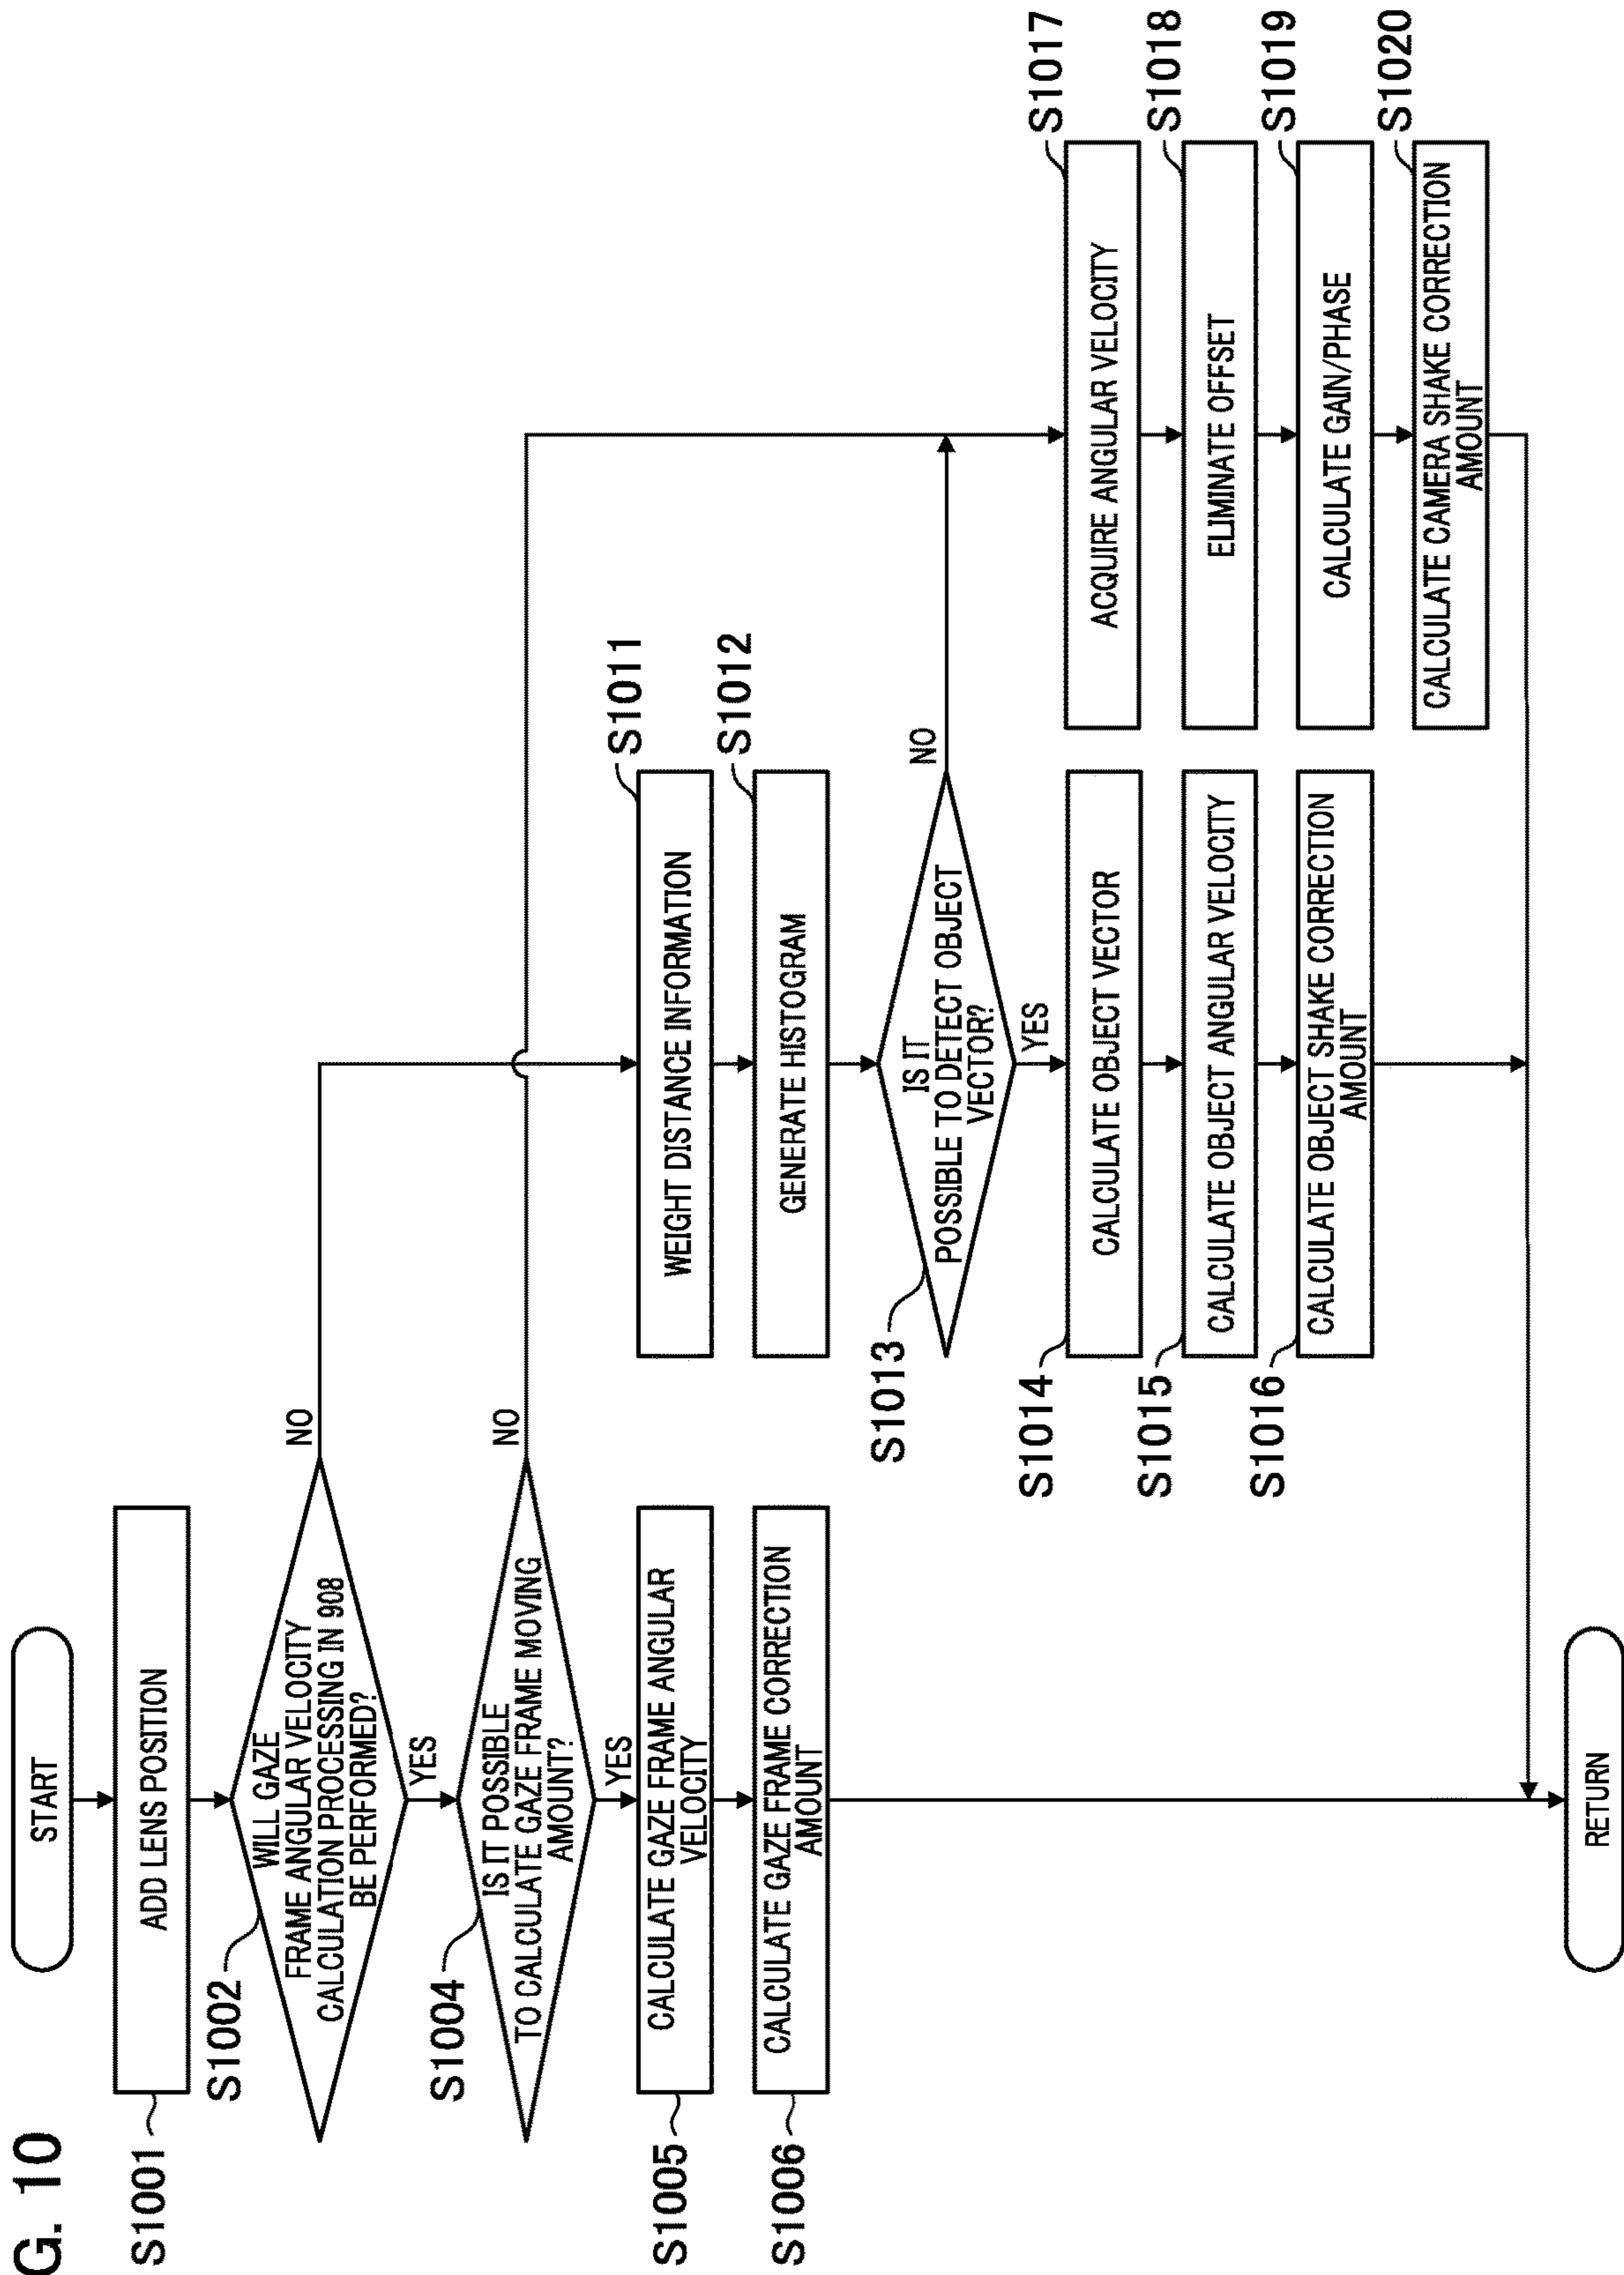 G. 10
START
S1001
ADD LENS POSITION
S1002
WILL GAZE
FRAME ANGULAR VELOCITY
CALCULATION PROCESSING IN 908
BE PERFORMED?
NO
YES
S1004
IS IT POSSIBLE
TO CALCULATE GAZE FRAME MOVING
AMOUNT?
NO
YES
S1005
CALCULATE GAZE FRAME ANGULAR
VELOCITY
S1006
CALCULATE GAZE FRAME CORRECTION
AMOUNT
S1011
WEIGHT DISTANCE INFORMATION
S1012
GENERATE HISTOGRAM
S1013
IS IT
POSSIBLE TO DETECT OBJECT
VECTOR?
NO
YES
S1014
CALCULATE OBJECT VECTOR
S1015
CALCULATE OBJECT ANGULAR VELOCITY
S1016
CALCULATE OBJECT SHAKE CORRECTION
AMOUNT
S1017
ACQUIRE ANGULAR VELOCITY
S1018
ELIMINATE OFFSET
S1019
CALCULATE GAIN/PHASE
S1020
CALCULATE CAMERA SHAKE CORRECTION
AMOUNT
RETURN